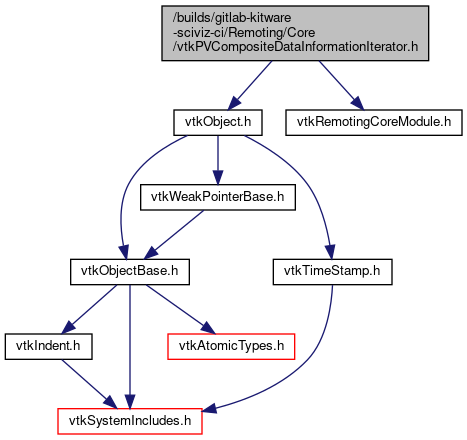 /builds/gitlab-kitware
-sciviz-ci/Remoting/Core
/vtkPVCompositeDataInformationIterator.h
vtkObject.h
vtkRemotingCoreModule.h
vtkWeakPointerBase.h
vtkObjectBase.h
vtkTimeStamp.h
vtkIndent.h
vtkAtomicTypes.h
vtkSystemIncludes.h